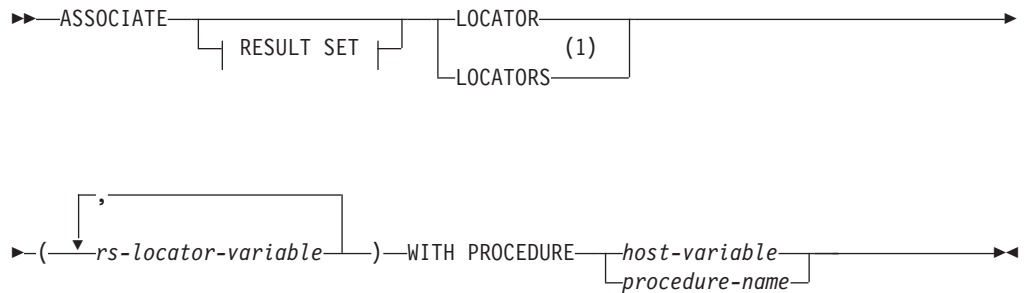 ASSOCIATE RESULT SET LOCATOR (1) LOCATORS
,
( rs-locator-variable ) WITH PROCEDURE host-variable
procedure-name